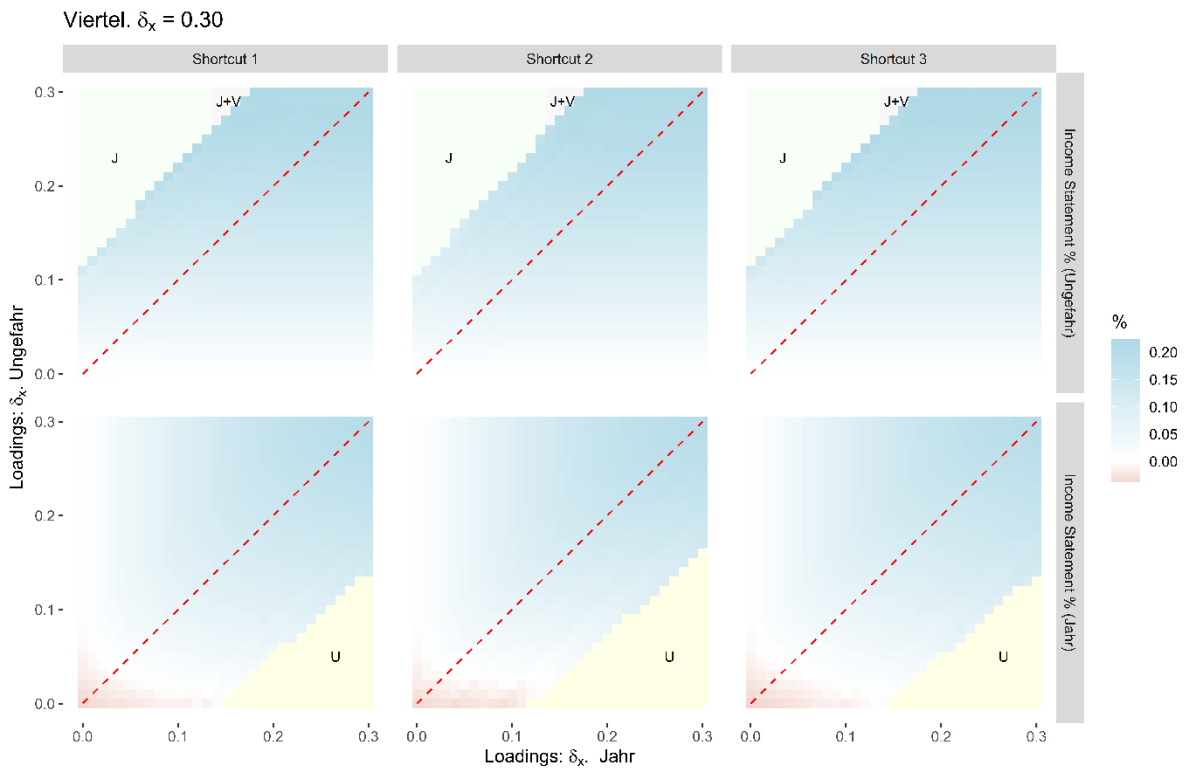 Viertel. δx = 0.30
Shortcut 1
Shortcut 2
Shortcut 3
0.3
0.2
0.1
0.0
J
J+V
J
J+V
J
J+V
Income Statement % (Ungefahr)
0.3
0.2
0.1
0.0
U
U
U
Income Statement % (Jahr)
Loadings: δx. Ungefahr
0.0 0.1 0.2 0.3
0.0 0.1 0.2 0.3
0.0 0.1 0.2 0.3
Loadings: δx. Jahr
%
0.20
0.15
0.10
0.05
0.00